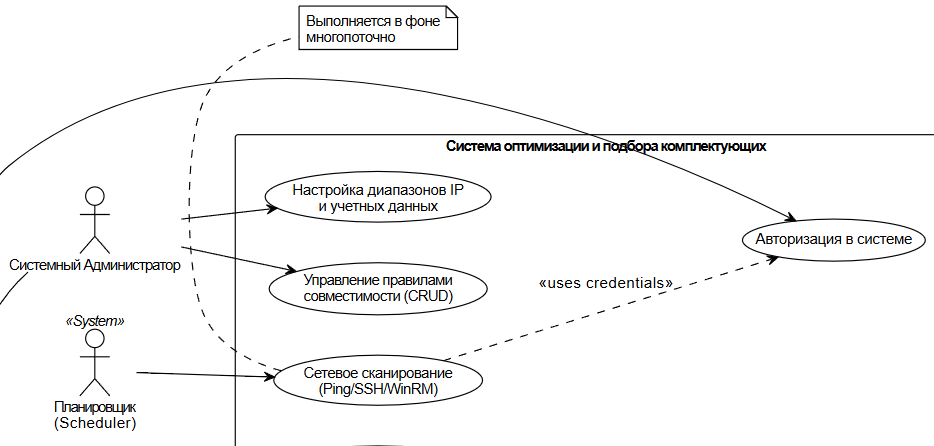 Выполняется в фоне
многопоточно
Система оптимизации и подбора комплектующих
Настройка диапазонов IP
и учетных данных
Авторизация в системе
Системный Администратор
Управление правилами
совместимости (CRUD)
«uses credentials»
«System»
Сетевое сканирование
(Ping/SSH/WinRM)
Планировщик
(Scheduler)